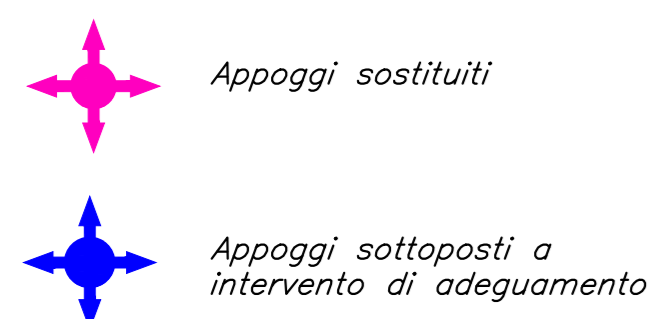 Appoggi sostituiti
Appoggi sottoposti a
intervento di adeguamento